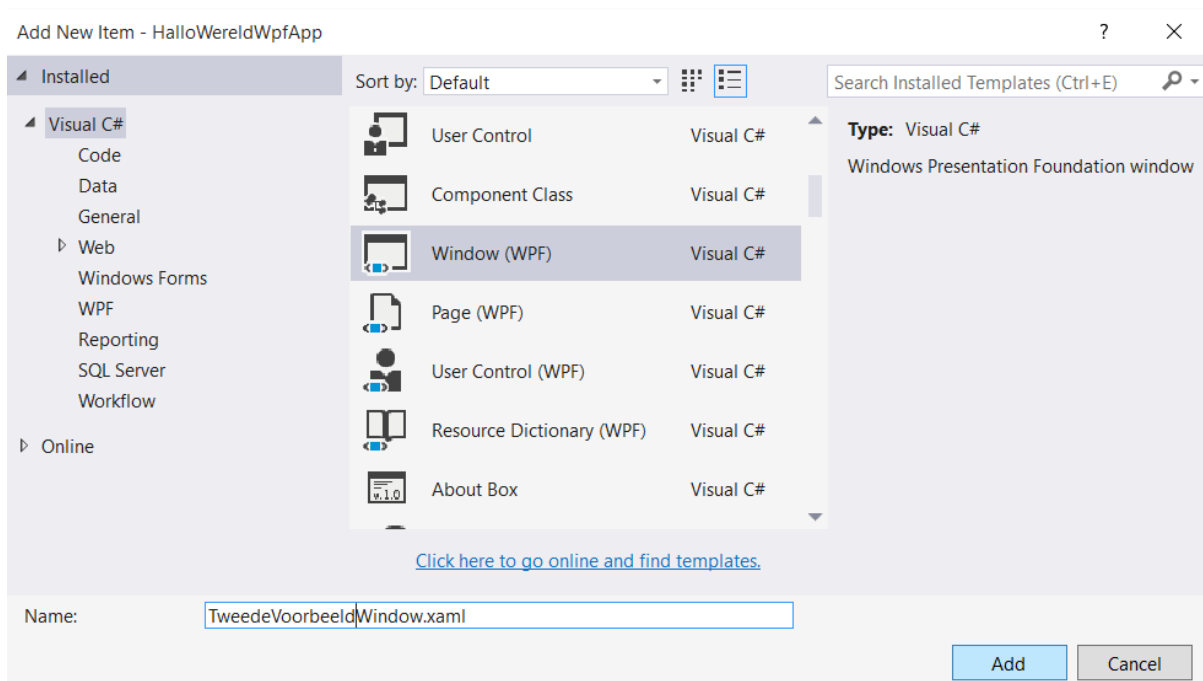 Add New Item - HalloWereldWpfApp
?
Installed
Sort by: Default
Search Installed Templates (Ctrl+E)
Visual C#
Code
Data
General
Web
Windows Forms
WPF
Reporting
SQL Server
Workflow
Online
User Control Visual C#
Component Class Visual C#
Window (WPF) Visual C#
Page (WPF) Visual C#
User Control (WPF) Visual C#
Resource Dictionary (WPF) Visual C#
v.1.0
About Box Visual C#
Type: Visual C#
Windows Presentation Foundation window
Click here to go online and find templates.
Name: TweedeVoorbeeldWindow.xaml
Add
Cancel